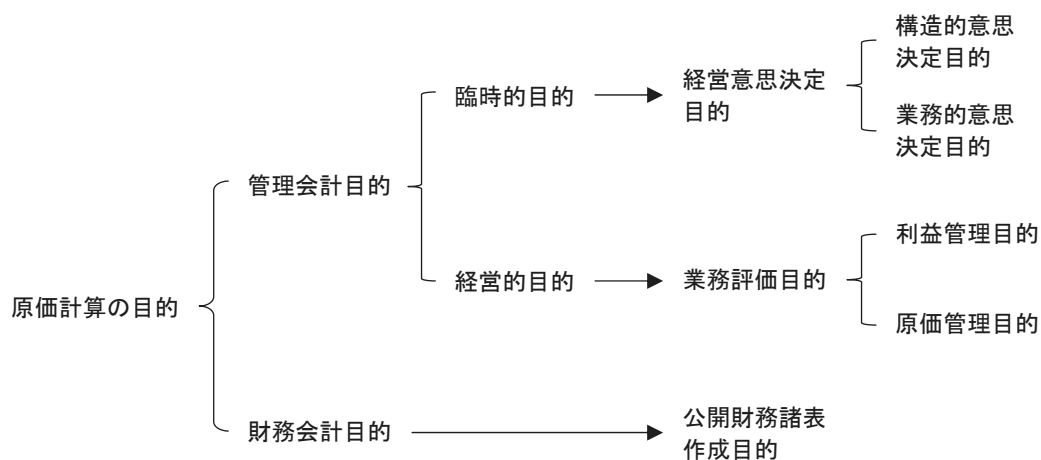 構造的意思
決定目的
臨時的目的
経営意思決定
目的
業務的意思
決定目的
管理会計目的
利益管理目的
経営的目的
業務評価目的
原価計算の目的
原価管理目的
財務会計目的
公開財務諸表
作成目的